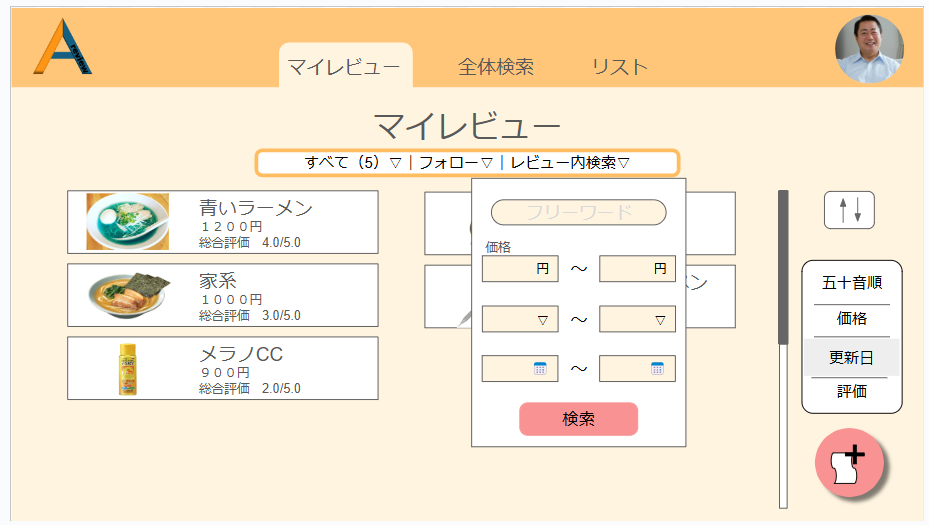 A review
マイレビュー
全体検索
リスト
マイレビュー
すべて（5）▽｜フォロー▽｜レビュー内検索▽
青いラーメン
１２００円
総合評価　4.0/5.0
家系
１０００円
総合評価　3.0/5.0
メラノCC
９００円
総合評価　2.0/5.0
フリーワード
価格
円 ～ 円
▽ ～ ▽
～
検索
ン
五十音順
価格
更新日
評価